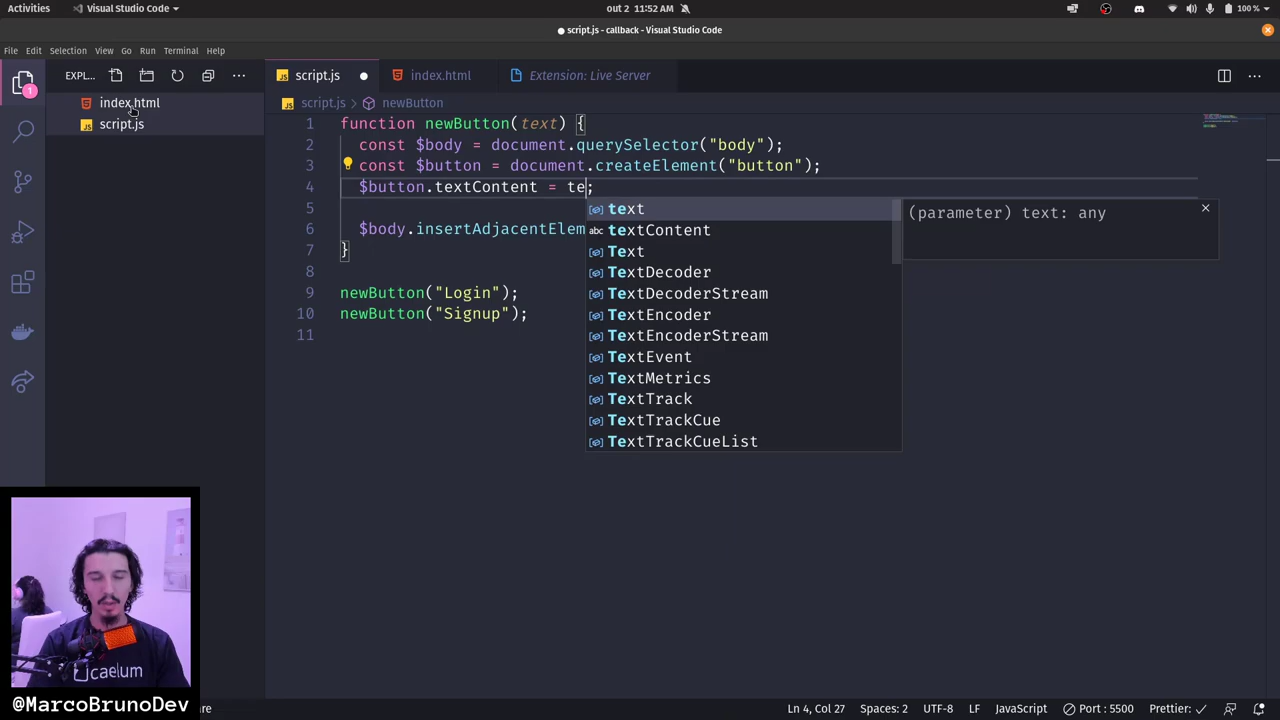 Activities
Visual Studio Code
out 2 11:52 AM
100 %
● script.js - callback - Visual Studio Code
File Edit Selection View Go Run Terminal Help
EXPL...
script.js
index.html
Extension: Live Server
1
index.html
script.js
script.js > newButton
1 function newButton(text) {
2 const $body = document.querySelector("body");
3 const $button = document.createElement("button");
4 $button.textContent = te;
5
6 $body.insertAdjacentElem
7 }
8
9 newButton("Login");
10 newButton("Signup");
11
text
textContent
Text
TextDecoder
TextDecoderStream
TextEncoder
TextEncoderStream
TextEvent
TextMetrics
TextTrack
TextTrackCue
TextTrackCueList
(parameter) text: any
caelum
@MarcoBrunoDev
are
Ln 4, Col 27
Spaces: 2
UTF-8
LF
JavaScript
Port : 5500
Prettier: